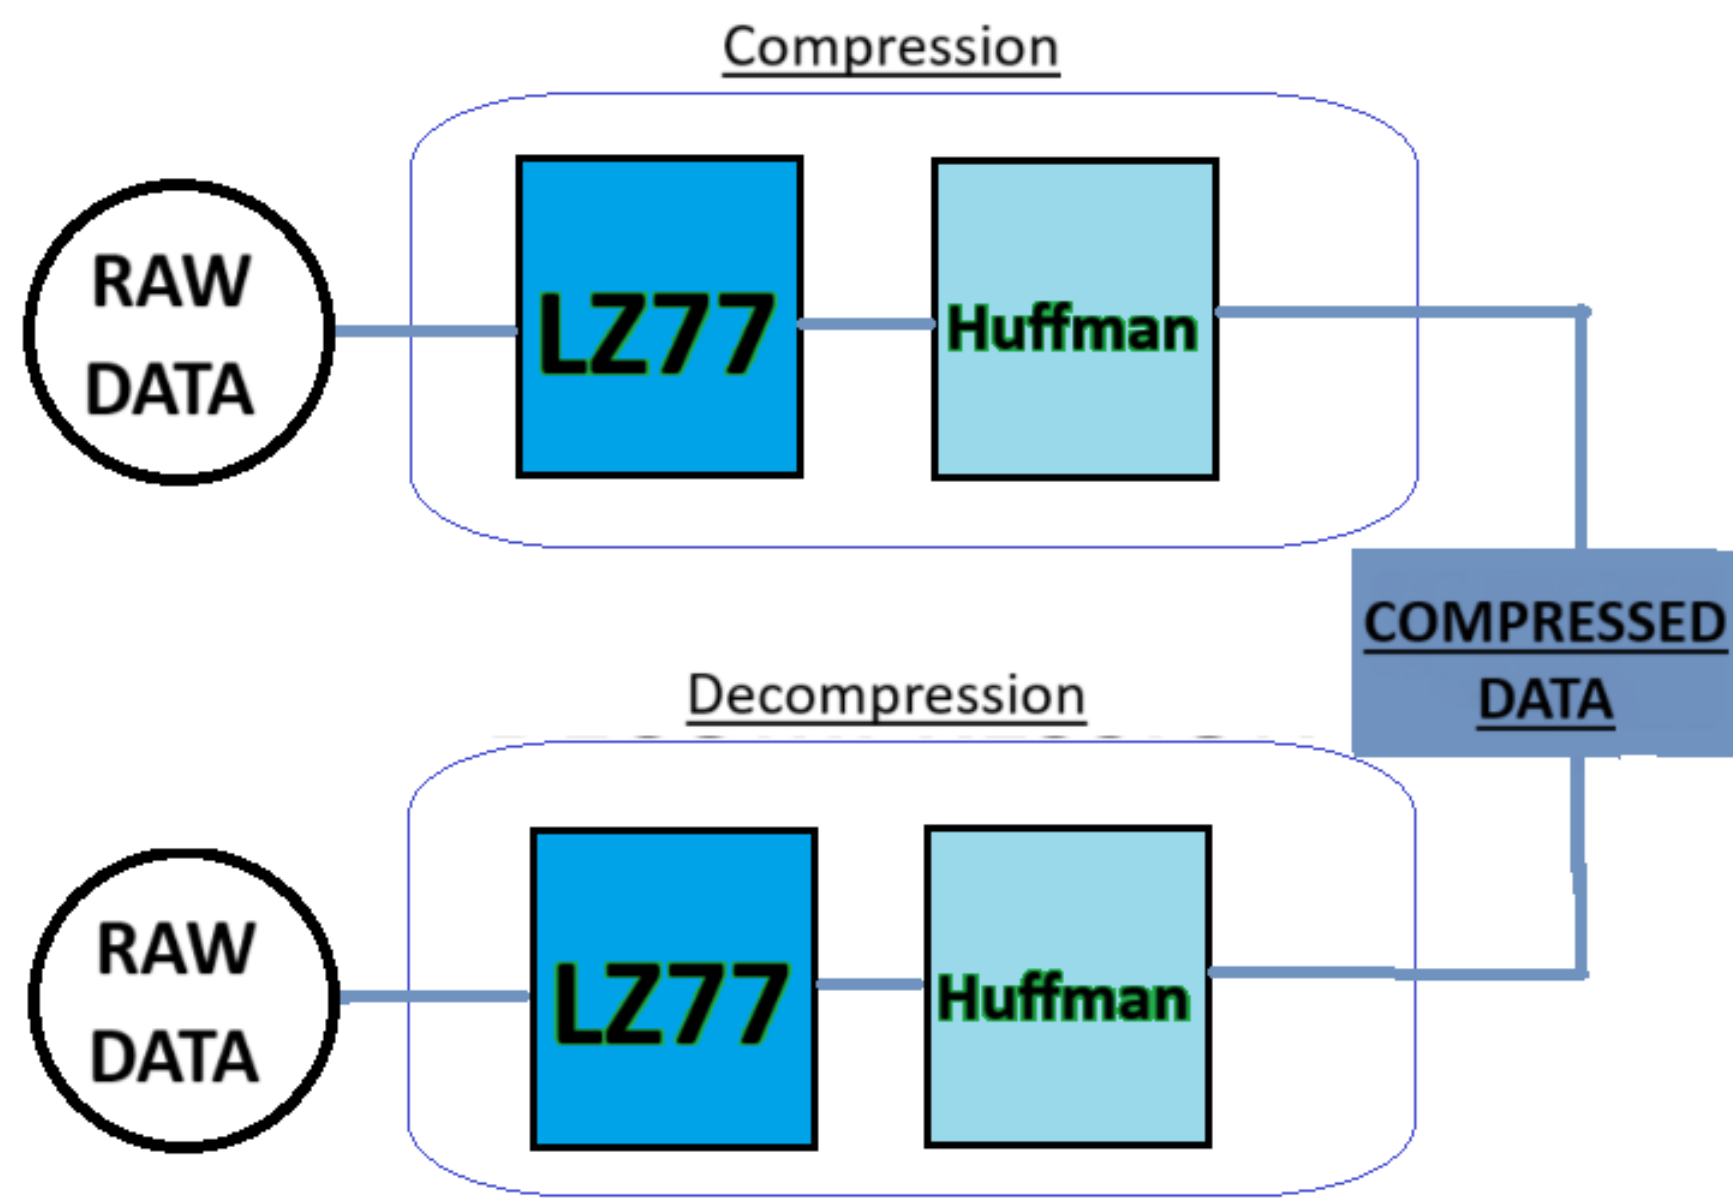 Compression
RAW
DATA
LZ77
Huffman
COMPRESSED
DATA
Decompression
RAW
DATA
LZ77
Huffman